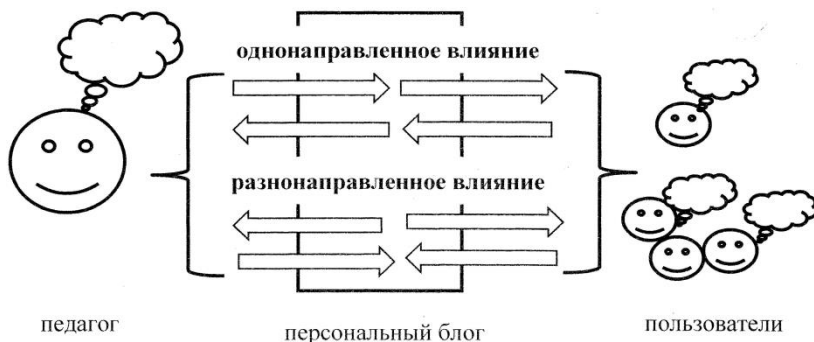 однонаправленное влияние
разнонаправленное влияние
педагог
персональный блог
пользователи